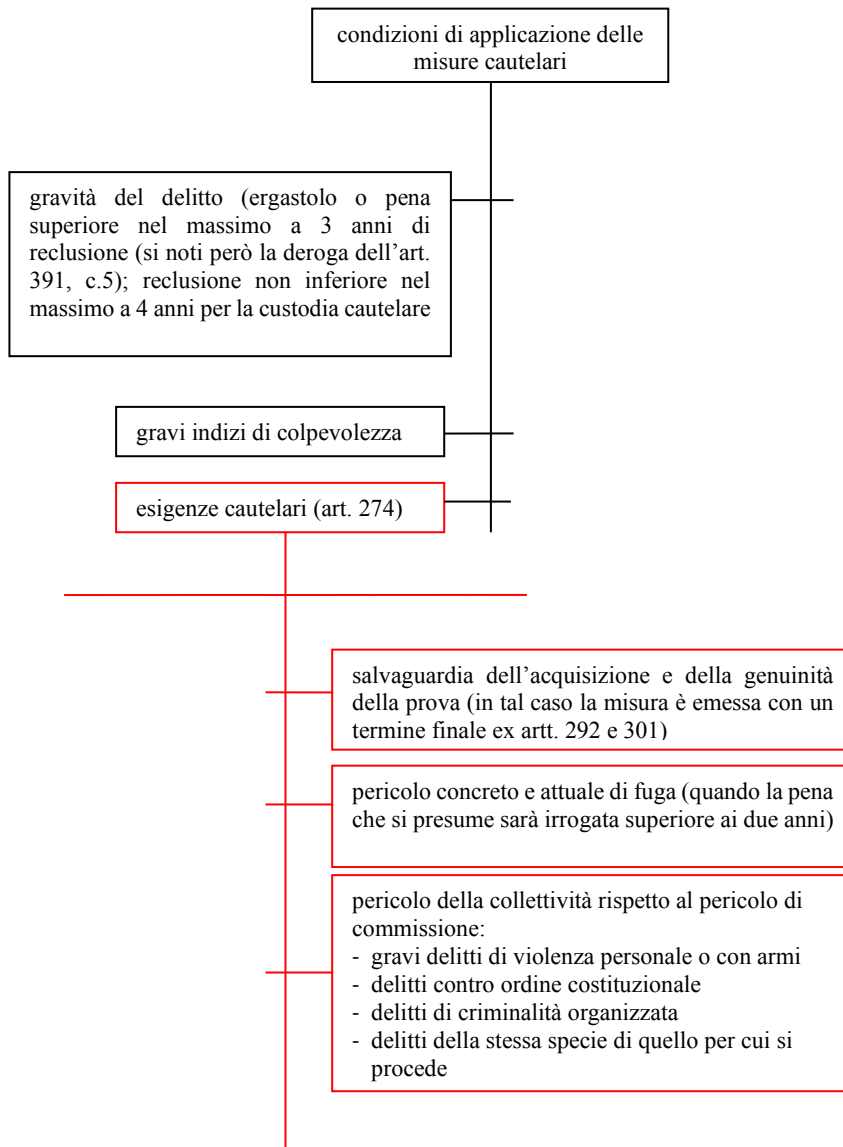 condizioni di applicazione delle
misure cautelari
gravità del delitto (ergastolo o pena
superiore nel massimo a 3 anni di
reclusione (si noti però la deroga dell’art.
391, c.5); reclusione non inferiore nel
massimo a 4 anni per la custodia cautelare
gravi indizi di colpevolezza
esigenze cautelari (art. 274)
salvaguardia dell’acquisizione e della genuinità
della prova (in tal caso la misura è emessa con un
termine finale ex artt. 292 e 301)
pericolo concreto e attuale di fuga (quando la pena
che si presume sarà irrogata superiore ai due anni)
pericolo della collettività rispetto al pericolo di
commissione:
- gravi delitti di violenza personale o con armi
- delitti contro ordine costituzionale
- delitti di criminalità organizzata
- delitti della stessa specie di quello per cui si
procede